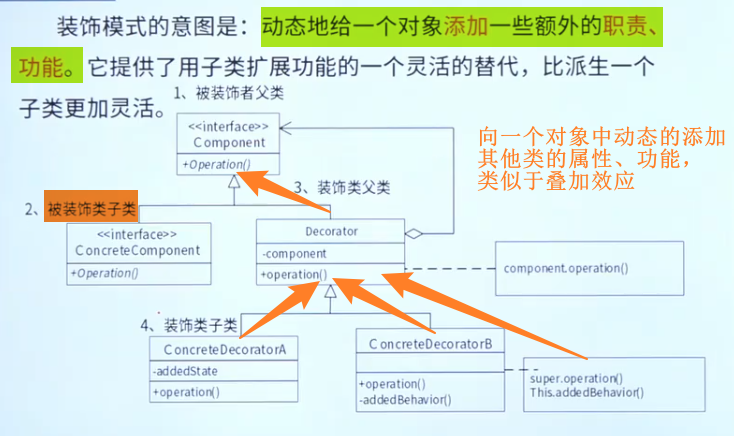 装饰模式的意图是：动态地给一个对象添加一些额外的职责、
功能。它提供了用子类扩展功能的一个灵活的替代，比派生一个
子类更加灵活。
1、被装饰者父类
<<interface>>
Component
+Operation()
向一个对象中动态的添加
其他类的属性、功能，
类似于叠加效应
3、装饰类父类
2、被装饰类子类
<<interface>>
ConcreteComponent
+Operation()
Decorator
-component
+operation()
component.operation()
4、装饰类子类
ConcreteDecoratorA
-addedState
+operation()
ConcreteDecoratorB
+operation()
-addedBehavior()
super.operation()
This.addedBehavior()